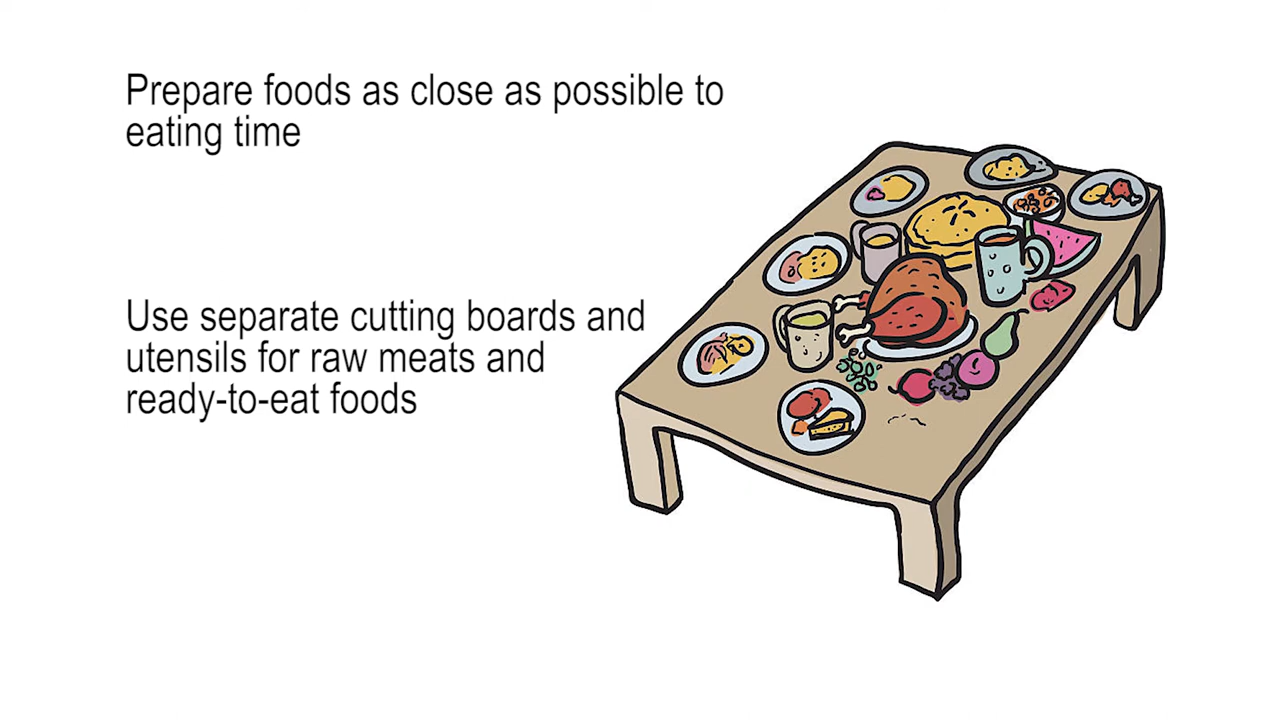 Prepare foods as close as possible to
eating time
Use separate cutting boards and
utensils for raw meats and
ready-to-eat foods